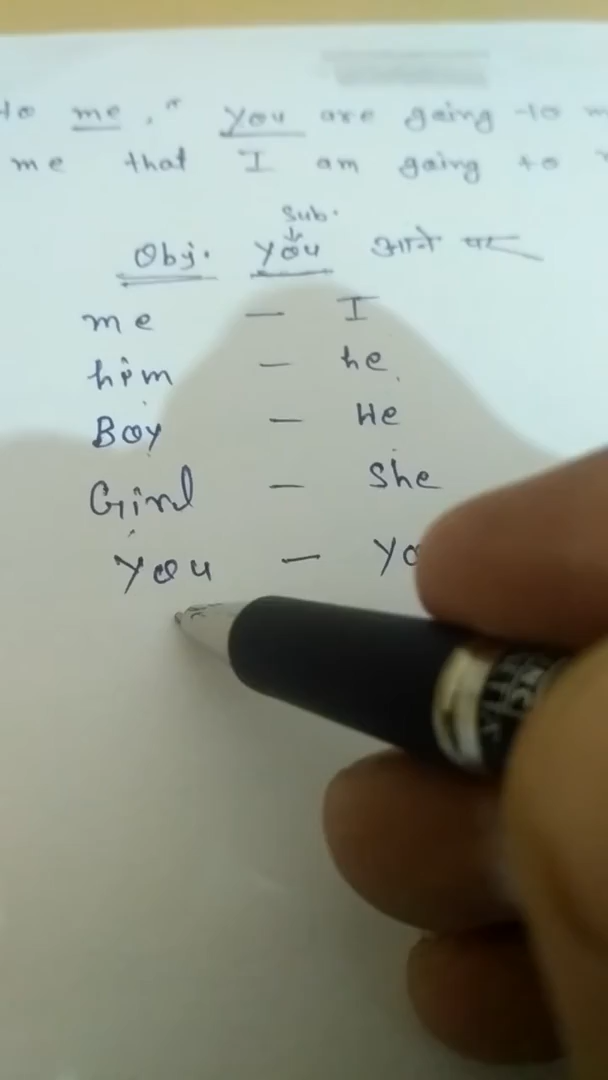 to me, " You are going to
me that I am going to
Sub.
Obj. you आने पर
me — I
him — he
Boy — He
Girl — She
You — Yo